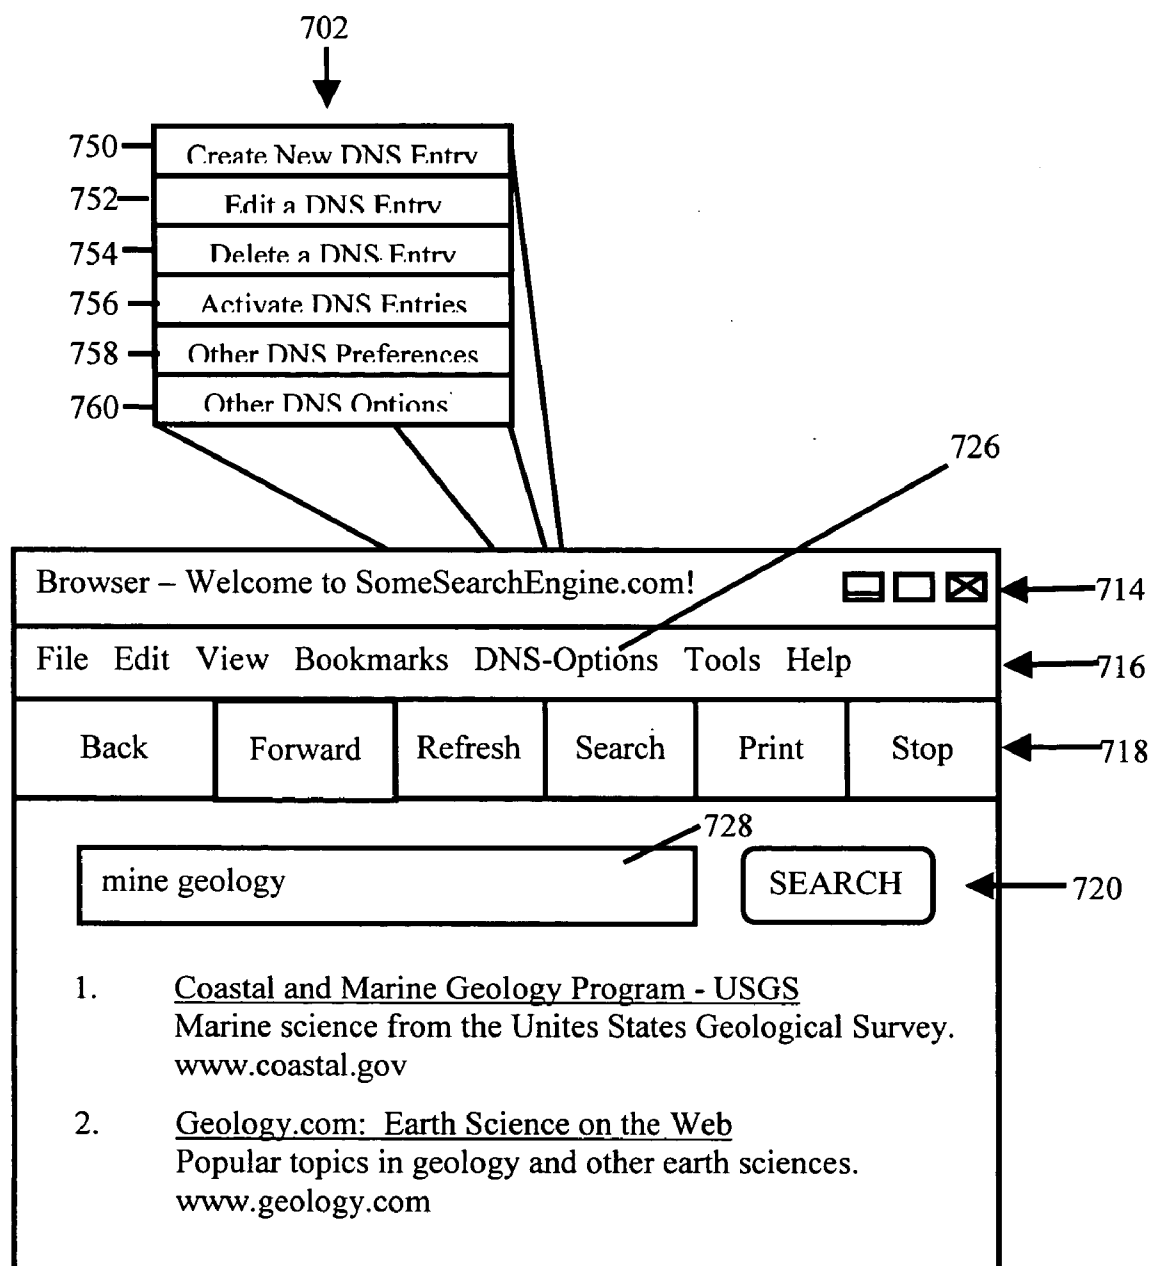 702
750 Create New DNS Entry
752 Edit a DNS Entry
754 Delete a DNS Entry
756 Activate DNS Entries
758 Other DNS Preferences
760 Other DNS Options
726
Browser – Welcome to SomeSearchEngine.com! 714
File Edit View Bookmarks DNS-Options Tools Help 716
Back Forward Refresh Search Print Stop 718
728
mine geology SEARCH 720
1. Coastal and Marine Geology Program - USGS
Marine science from the Unites States Geological Survey.
www.coastal.gov
2. Geology.com: Earth Science on the Web
Popular topics in geology and other earth sciences.
www.geology.com